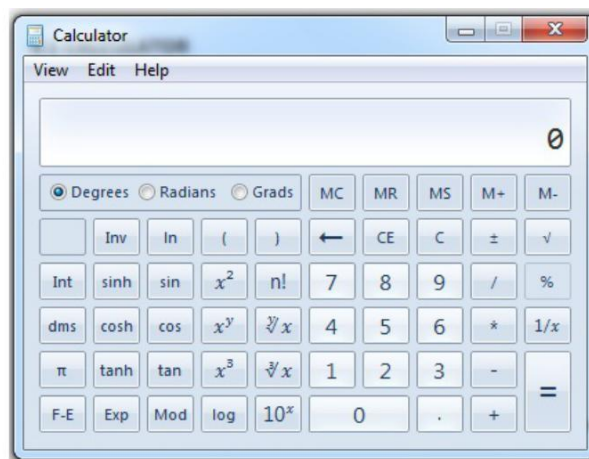 Calculator
View Edit Help
0
Degrees Radians Grads MC MR MS M+ M-
Inv ln ( ) ← CE C ± √
Int sinh sin x² n! 7 8 9 / %
dms cosh cos xʸ ʸ√x 4 5 6 * 1/x
π tanh tan x³ ³√x 1 2 3 - =
F-E Exp Mod log 10ˣ 0 . +